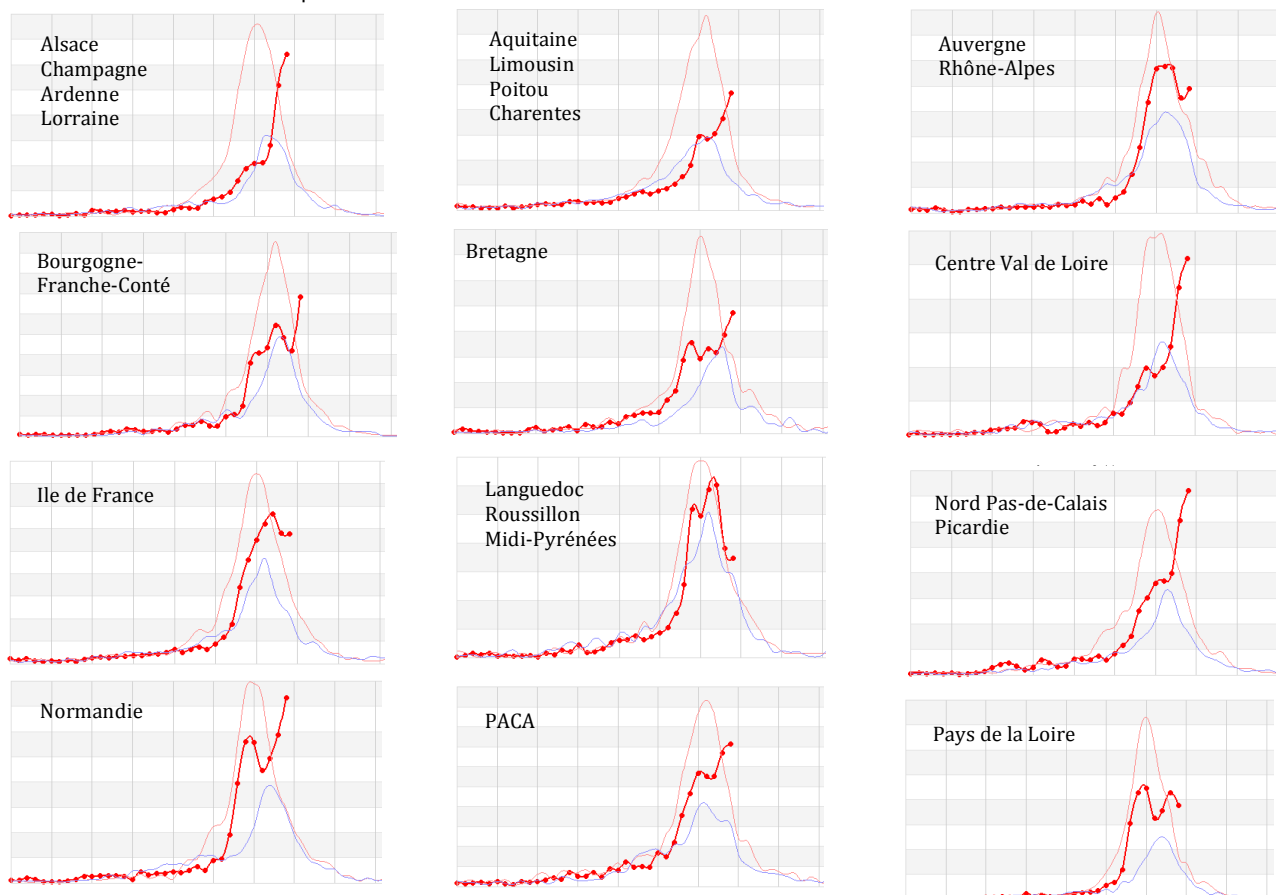 Alsace
Champagne
Ardenne
Lorraine
Aquitaine
Limousin
Poitou
Charentes
Auvergne
Rhône-Alpes
Bourgogne-
Franche-Conté
Bretagne
Centre Val de Loire
Ile de France
Languedoc
Roussillon
Midi-Pyrénées
Nord Pas-de-Calais
Picardie
Normandie
PACA
Pays de la Loire